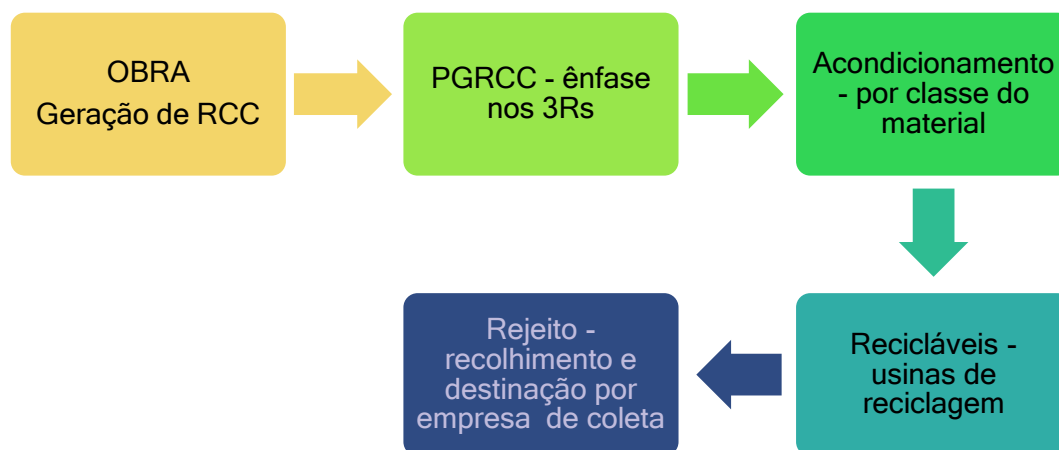 OBRA
Geração de RCC
PGRCC - ênfase
nos 3Rs
Acondicionamento
- por classe do
material
Recicláveis -
usinas de
reciclagem
Rejeito -
recolhimento e
destinação por
empresa de coleta